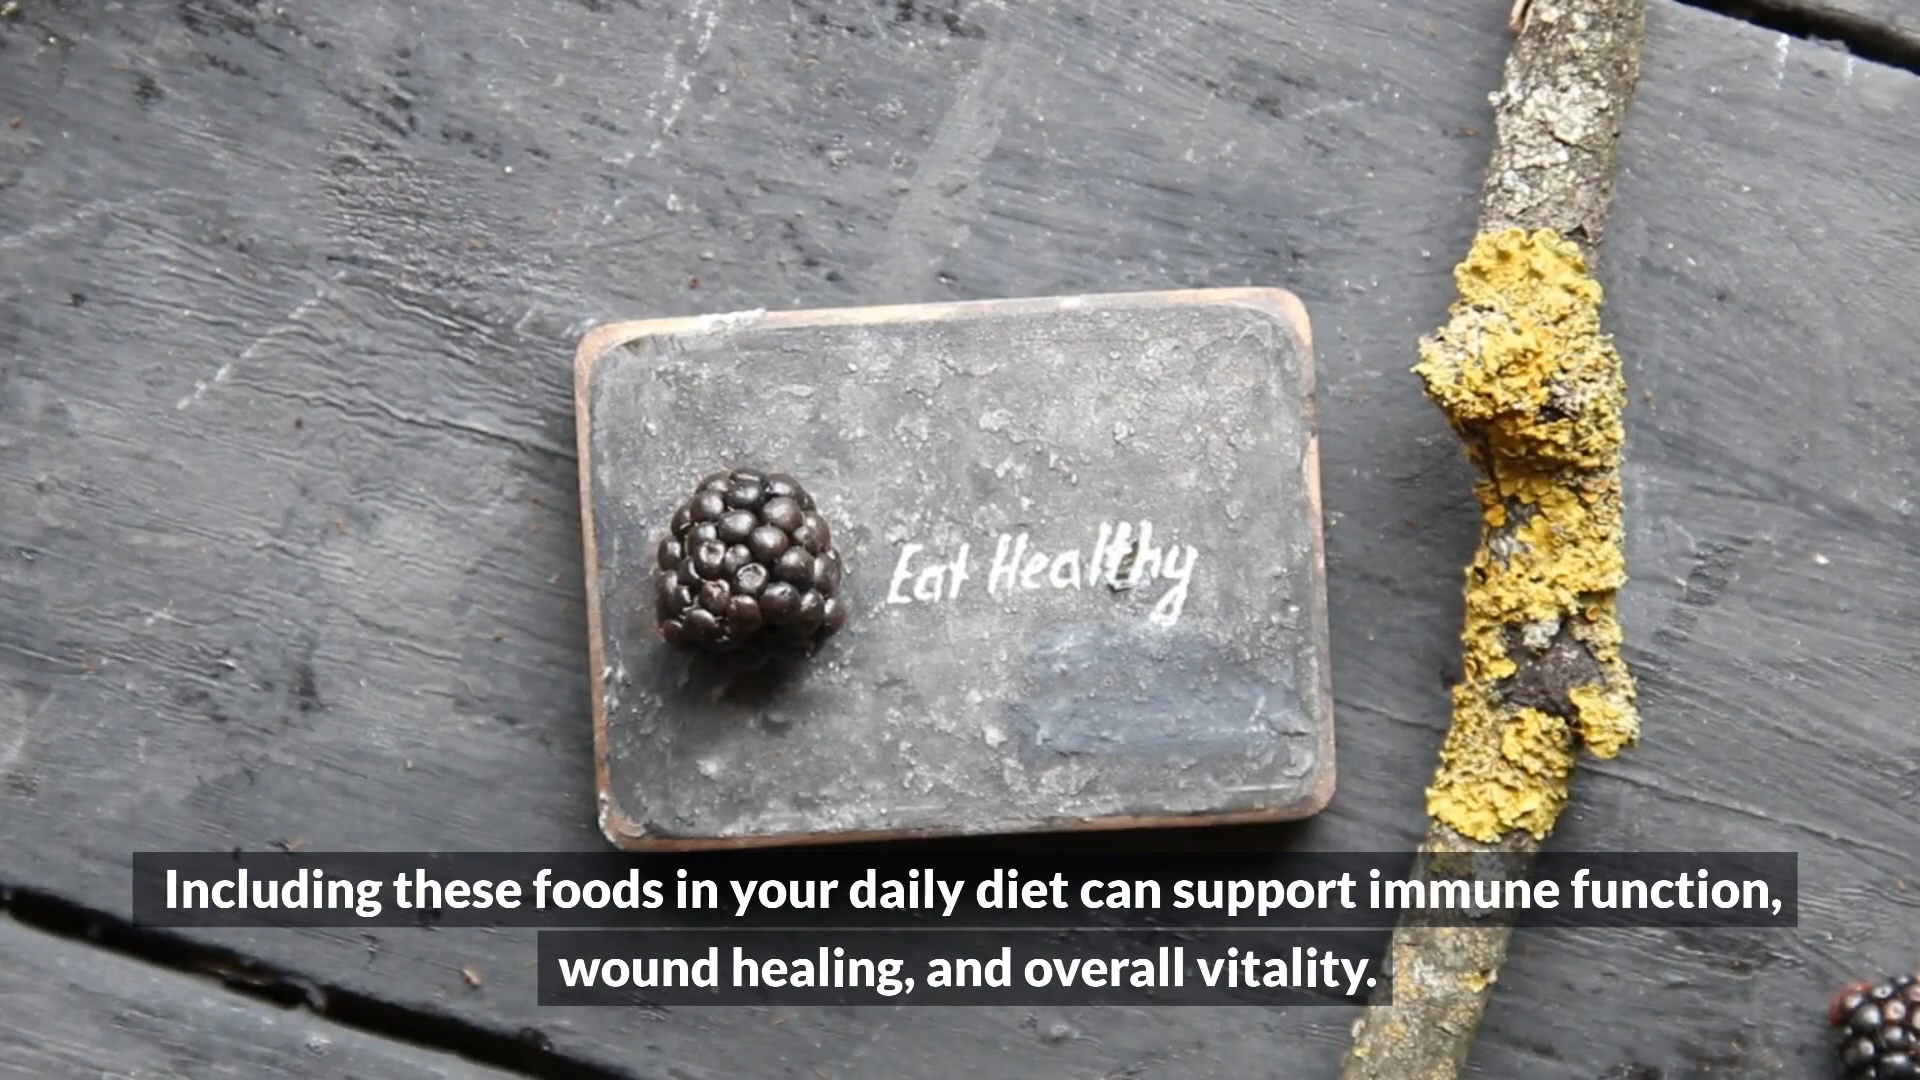 Eat Healthy
Including these foods in your daily diet can support immune function,
wound healing, and overall vitality.